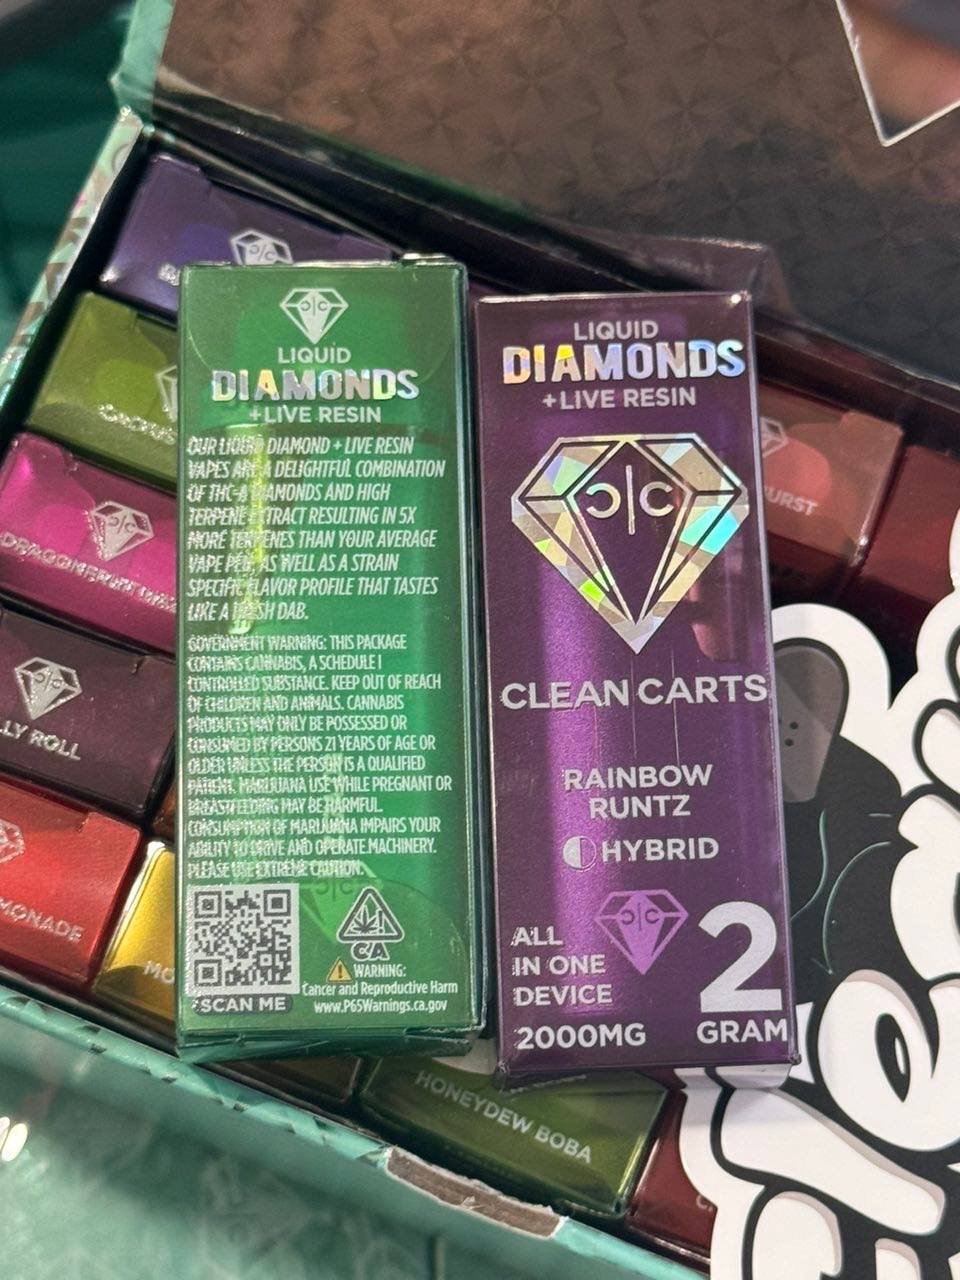 LIQUID
DIAMONDS
+LIVE RESIN
OUR LIQUID DIAMOND + LIVE RESIN
VAPES ARE A DELIGHTFUL COMBINATION
OF THC-A DIAMONDS AND HIGH
TERPENE EXTRACT RESULTING IN 5X
MORE TERPENES THAN YOUR AVERAGE
VAPE PEN, AS WELL AS A STRAIN
SPECIFIC FLAVOR PROFILE THAT TASTES
LIKE A FRESH DAB.
GOVERNMENT WARNING: THIS PACKAGE
CONTAINS CANNABIS, A SCHEDULE I
CONTROLLED SUBSTANCE. KEEP OUT OF REACH
OF CHILDREN AND ANIMALS. CANNABIS
PRODUCTS MAY ONLY BE POSSESSED OR
CONSUMED BY PERSONS 21 YEARS OF AGE OR
OLDER UNLESS THE PERSON IS A QUALIFIED
PATIENT. MARIJUANA USE WHILE PREGNANT OR
BREASTFEEDING MAY BE HARMFUL.
CONSUMPTION OF MARIJUANA IMPAIRS YOUR
ABILITY TO DRIVE AND OPERATE MACHINERY.
PLEASE USE EXTREME CAUTION.
SCAN ME
CA
WARNING:
Cancer and Reproductive Harm
www.P65Warnings.ca.gov
LIQUID
DIAMONDS
+LIVE RESIN
CLEAN CARTS
RAINBOW
RUNTZ
HYBRID
ALL
IN ONE
DEVICE
2000MG
2
GRAM
DRAGONFRUIT
LLY ROLL
MONADE
MO
URST
HONEYDEW BOBA